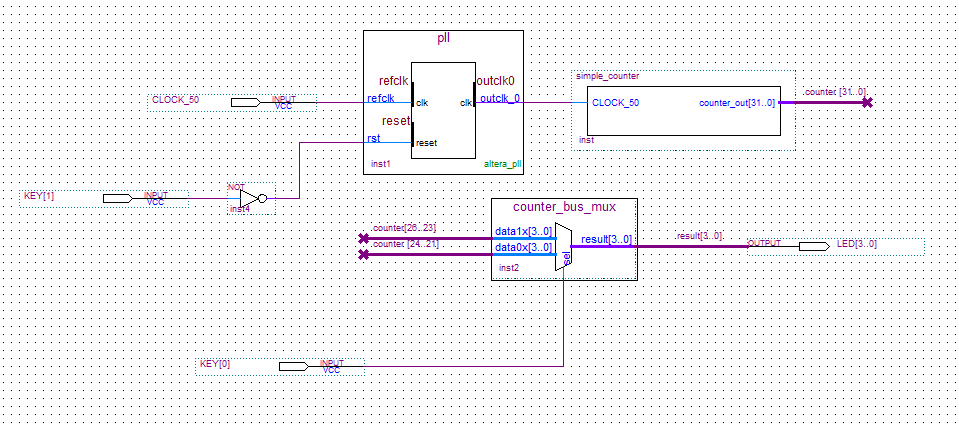 pll
refclk
outclk0
simple_counter
CLOCK_50
INPUT
VCC
refclk
clk
clk
outclk_0
CLOCK_50
counter_out[31..0]
counter [31..0]
reset
rst
reset
inst
inst1
altera_pll
KEY[1]
INPUT
VCC
NOT
inst4
counter_bus_mux
counter[26..23]
data1x[3..0]
counter [24..21]
data0x[3..0]
result[3..0]
result[3..0]
OUTPUT
LED[3..0]
sel
inst2
KEY[0]
INPUT
VCC